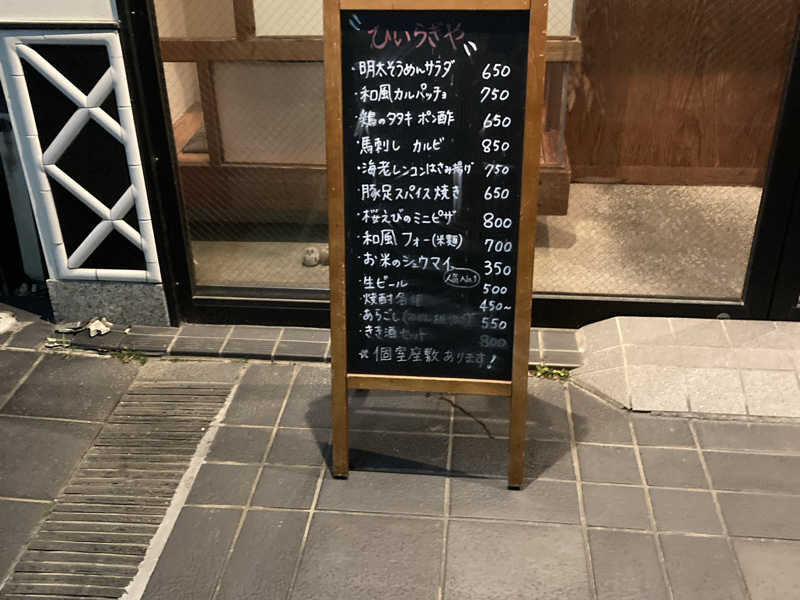 ひいらぎや
・明太そうめんサラダ 650
・和風カルパッチョ 750
・鶏のタタキ ポン酢 650
・馬刺し カルビ 850
・海老レンコンはさみ揚げ 750
・豚足スパイス焼き 650
・桜えびのミニピザ 800
・和風フォー(米麺) 700
・お米のシュウマイ 350
人気No.1
・生ビール 500
・焼酎各種 450~
・あらごし 550
・きき酒セット 800
☆個室座敷あります!